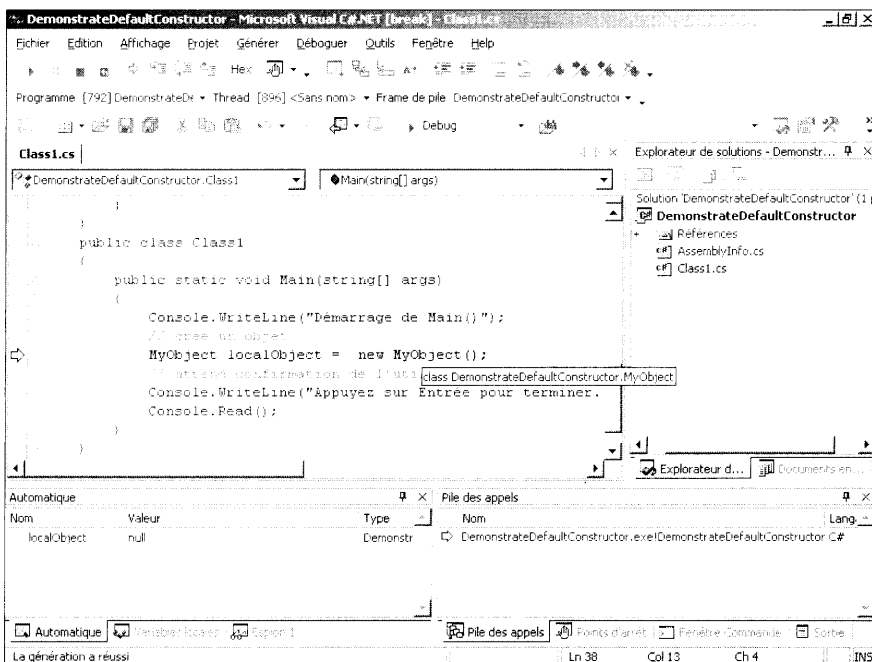 DemonstrateDefaultConstructor - Microsoft Visual C#.NET [break] - Class1.cs
Fichier Edition Affichage Projet Générer Déboguer Outils Fenêtre Help
Hex
Programme [792] DemonstrateDe Thread [896] <Sans nom> Frame de pile DemonstrateDefaultConstructor
Debug
Class1.cs
DemonstrateDefaultConstructor.Class1 Main(string[] args)
}
}
public class Class1
{
public static void Main(string[] args)
{
Console.WriteLine("Démarrage de Main()");
// crée un objet
MyObject localObject = new MyObject();
// attend confirmation de l'uti
class DemonstrateDefaultConstructor.MyObject
Console.WriteLine("Appuyez sur Entrée pour terminer.
Console.Read();
}
}
Explorateur de solutions - Demonstr...
Solution 'DemonstrateDefaultConstructor' (1 p
DemonstrateDefaultConstructor
Références
AssemblyInfo.cs
Class1.cs
Explorateur d... Documents en...
Automatique
Nom Valeur Type
localObject null Demonstr
Automatique Variables locales Espion 1
Pile des appels
Nom Lang
DemonstrateDefaultConstructor.exe!DemonstrateDefaultConstructor C#
Pile des appels Points d'arrêt Fenêtre Commande Sortie
La génération a réussi Ln 38 Col 13 Ch 4 INS